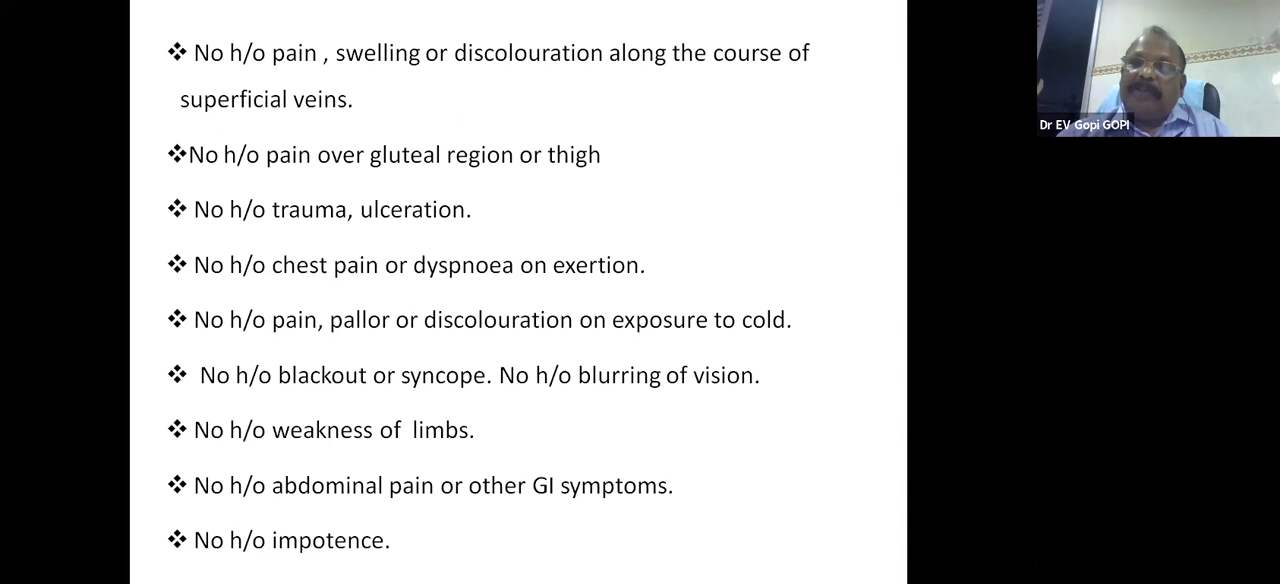 ❖ No h/o pain , swelling or discolouration along the course of
superficial veins.
❖No h/o pain over gluteal region or thigh
❖ No h/o trauma, ulceration.
❖ No h/o chest pain or dyspnoea on exertion.
❖ No h/o pain, pallor or discolouration on exposure to cold.
❖ No h/o blackout or syncope. No h/o blurring of vision.
❖ No h/o weakness of limbs.
❖ No h/o abdominal pain or other GI symptoms.
❖ No h/o impotence.
Dr EV Gopi GOPI